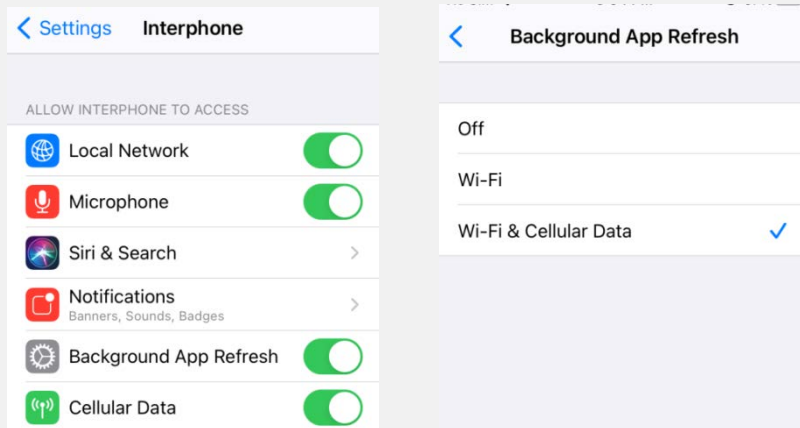 Settings
Interphone
ALLOW INTERPHONE TO ACCESS
Local Network
Microphone
Siri & Search
Notifications
Banners, Sounds, Badges
Background App Refresh
Cellular Data
Background App Refresh
Off
Wi-Fi
Wi-Fi & Cellular Data